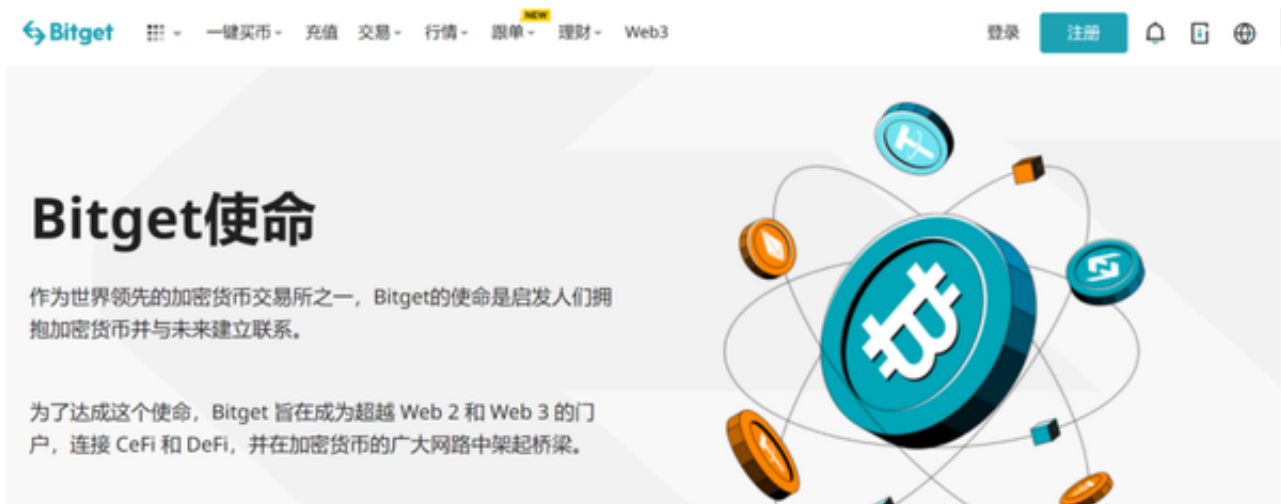 Bitget 一键买币 充值 交易 行情 跟单 NEW 理财 Web3 登录 注册
Bitget使命
作为世界领先的加密货币交易所之一，Bitget的使命是启发人们拥
抱加密货币并与未来建立联系。
为了达成这个使命，Bitget 旨在成为超越 Web 2 和 Web 3 的门
户，连接 CeFi 和 DeFi，并在加密货币的广大网路中架起桥梁。